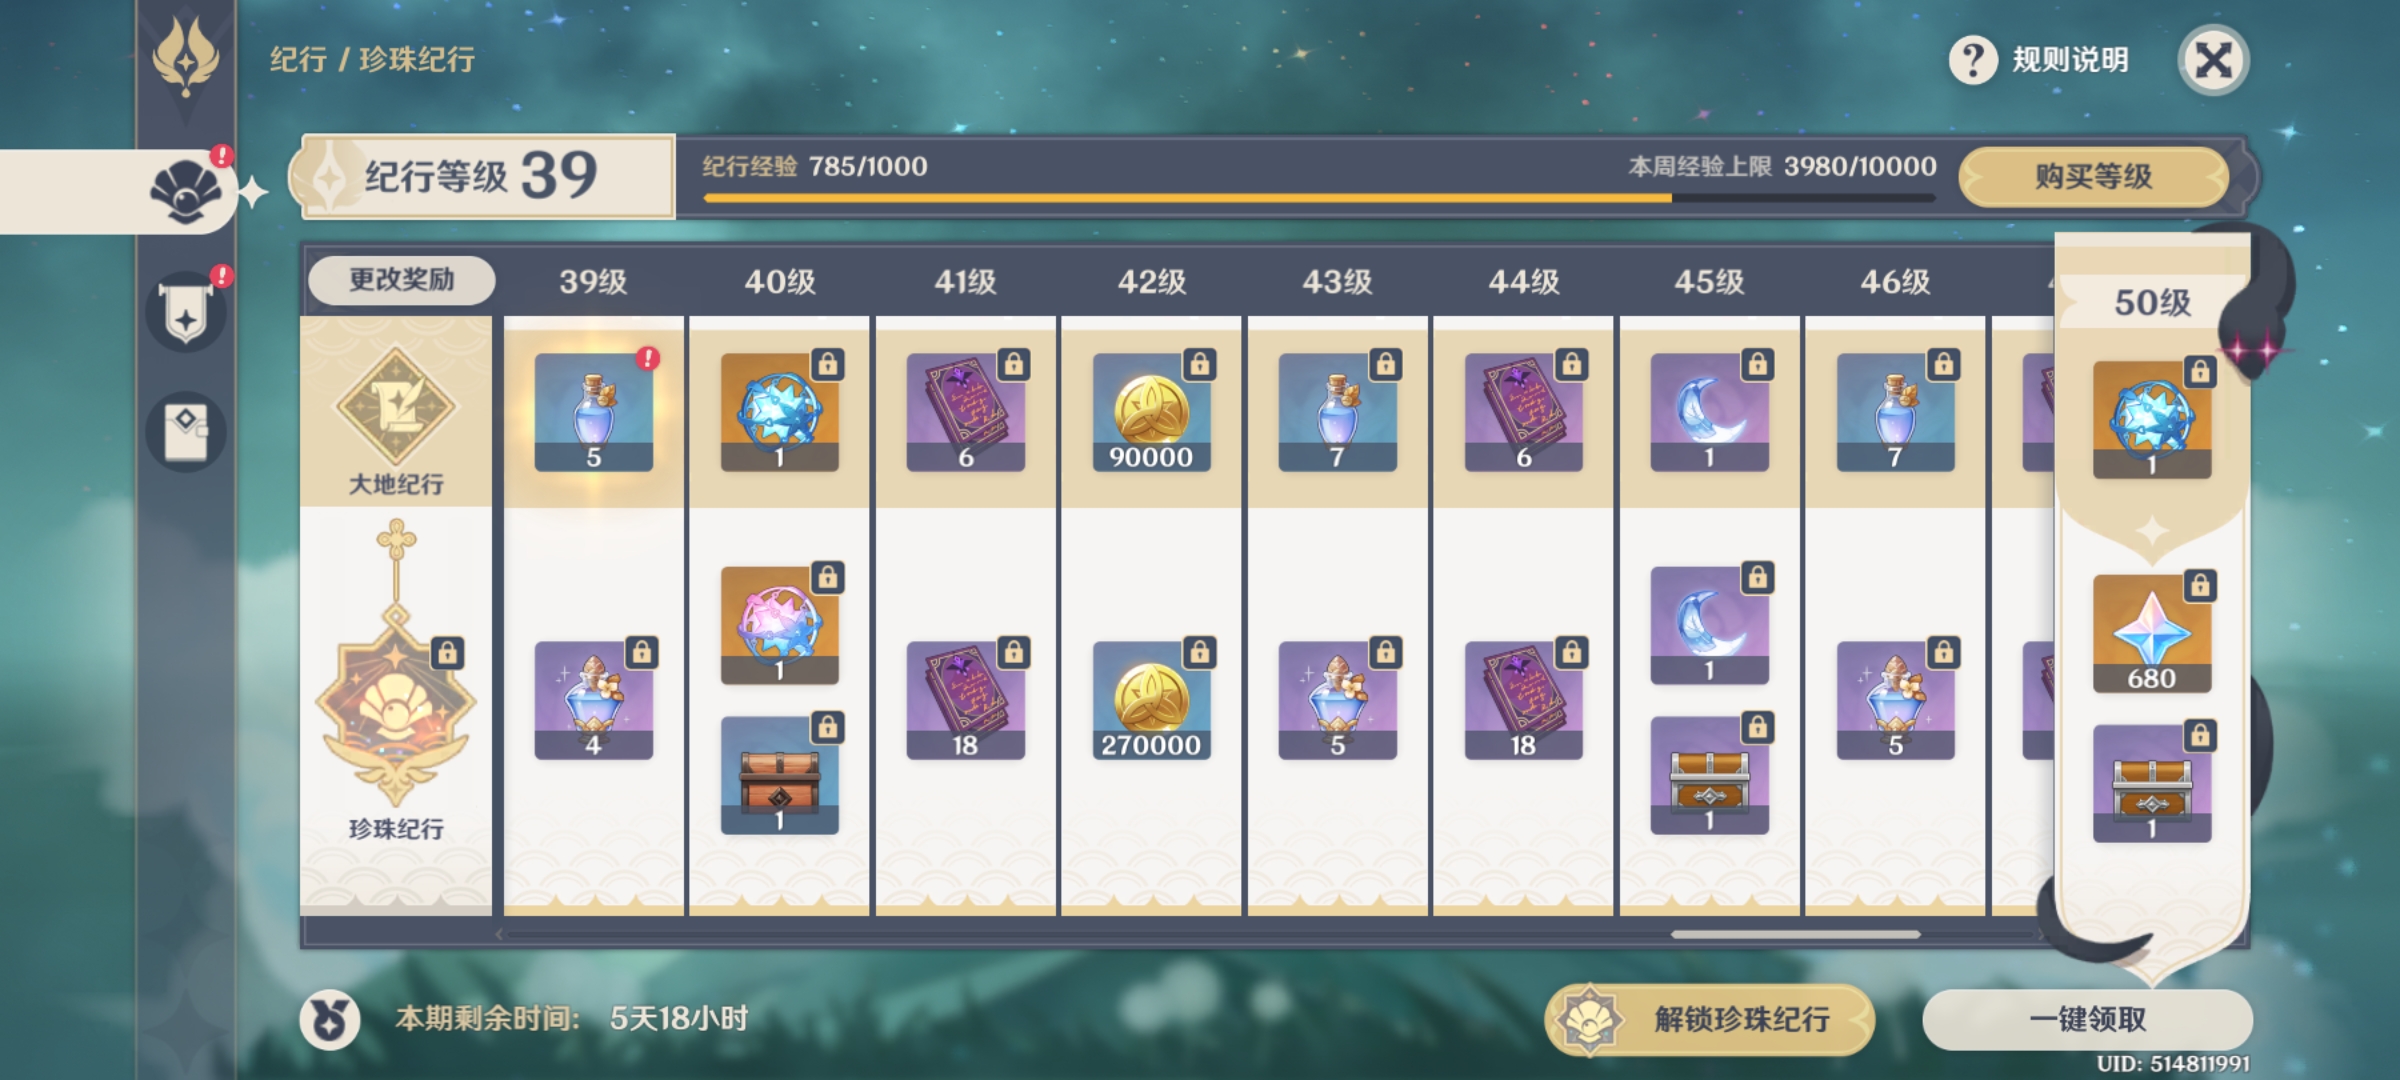 纪行 / 珍珠纪行
? 规则说明
纪行等级 39
纪行经验 785/1000
本周经验上限 3980/10000
购买等级
更改奖励
39级 40级 41级 42级 43级 44级 45级 46级 50级
大地纪行
5 1 6 90000 7 6 1 7 1
珍珠纪行
1 1 680
4 18 270000 5 18 5
1 1 1
本期剩余时间: 5天18小时
解锁珍珠纪行
一键领取
UID: 514811991